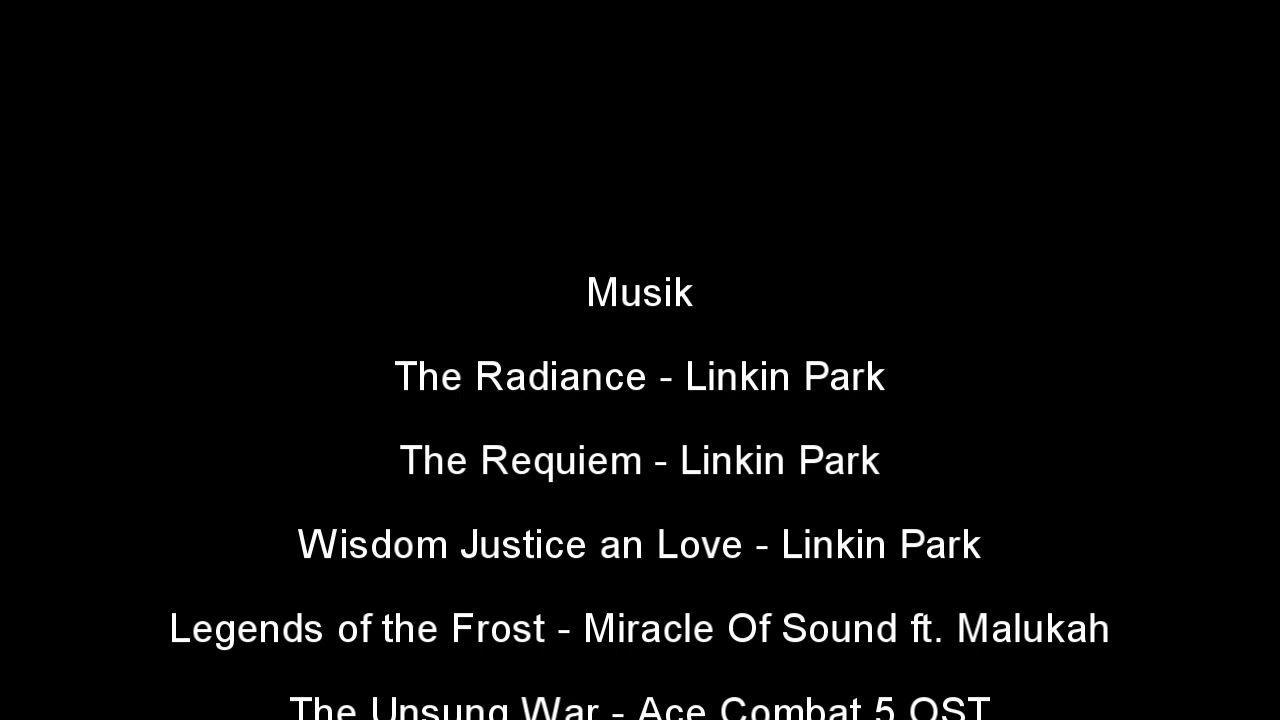 Musik
The Radiance - Linkin Park
The Requiem - Linkin Park
Wisdom Justice an Love - Linkin Park
Legends of the Frost - Miracle Of Sound ft. Malukah
The Unsung War - Ace Combat 5 OST